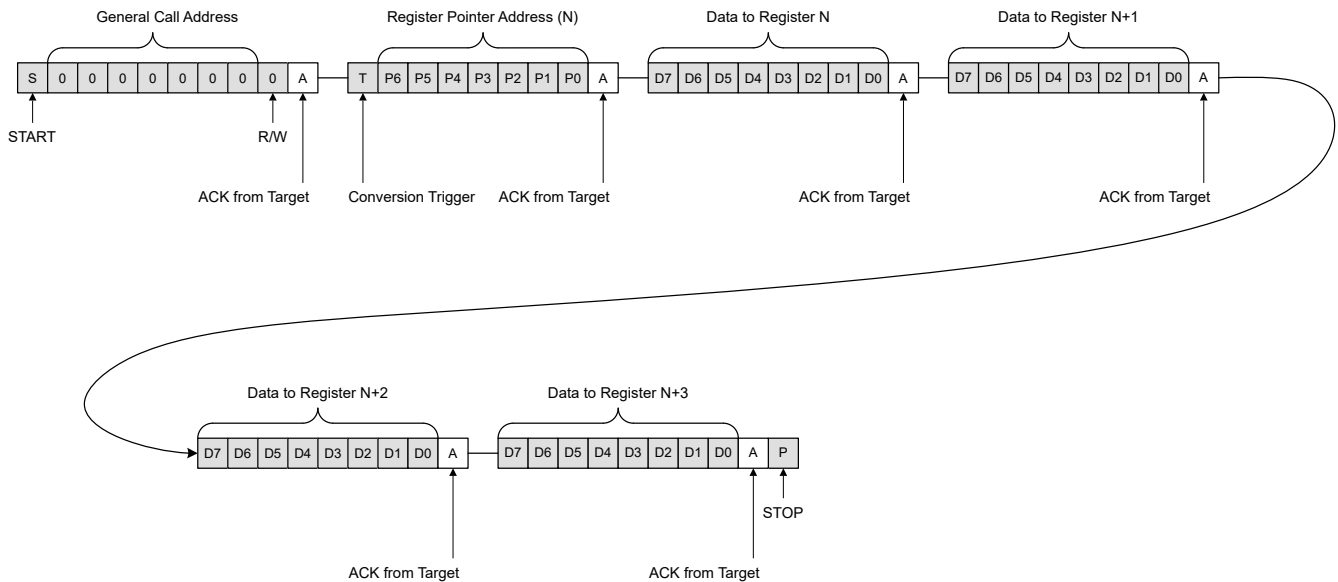 General Call Address
Register Pointer Address (N)
Data to Register N
Data to Register N+1
S 0 0 0 0 0 0 0 0 A T P6 P5 P4 P3 P2 P1 P0 A D7 D6 D5 D4 D3 D2 D1 D0 A D7 D6 D5 D4 D3 D2 D1 D0 A
START
R/W
ACK from Target
Conversion Trigger
ACK from Target
ACK from Target
ACK from Target
Data to Register N+2
Data to Register N+3
D7 D6 D5 D4 D3 D2 D1 D0 A D7 D6 D5 D4 D3 D2 D1 D0 A P
STOP
ACK from Target
ACK from Target